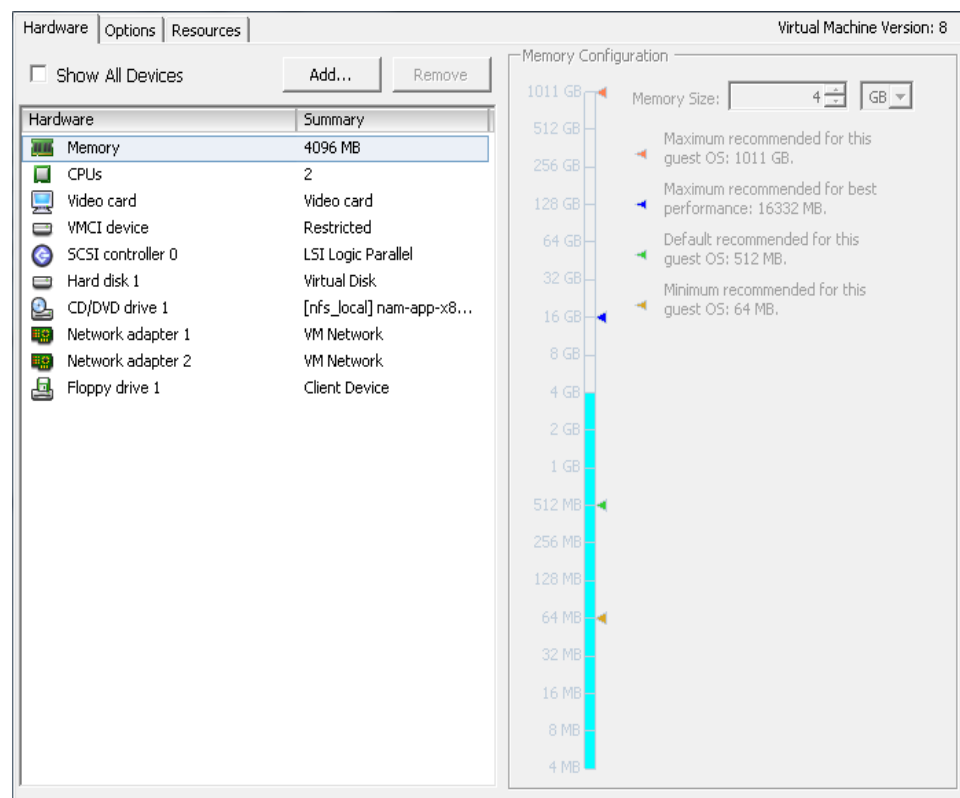 Hardware Options Resources Virtual Machine Version: 8
Show All Devices Add... Remove
Hardware Summary
Memory 4096 MB
CPUs 2
Video card Video card
VMCI device Restricted
SCSI controller 0 LSI Logic Parallel
Hard disk 1 Virtual Disk
CD/DVD drive 1 [nfs_local] nam-app-x8...
Network adapter 1 VM Network
Network adapter 2 VM Network
Floppy drive 1 Client Device
Memory Configuration
Memory Size: 4 GB
1011 GB
512 GB
256 GB
128 GB
64 GB
32 GB
16 GB
8 GB
4 GB
2 GB
1 GB
512 MB
256 MB
128 MB
64 MB
32 MB
16 MB
8 MB
4 MB
Maximum recommended for this
guest OS: 1011 GB.
Maximum recommended for best
performance: 16332 MB.
Default recommended for this
guest OS: 512 MB.
Minimum recommended for this
guest OS: 64 MB.